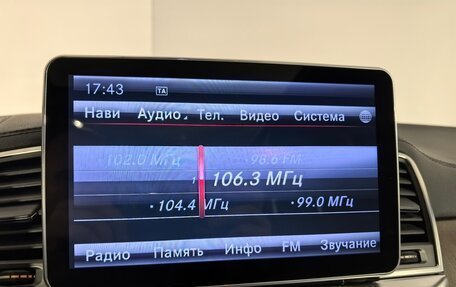 17:43 TA
Нави Аудио Тел. Видео Система
102.0 МГц 98.6 FM
106.3 МГц
104.4 МГц 99.0 МГц
Радио Память Инфо FM Звучание